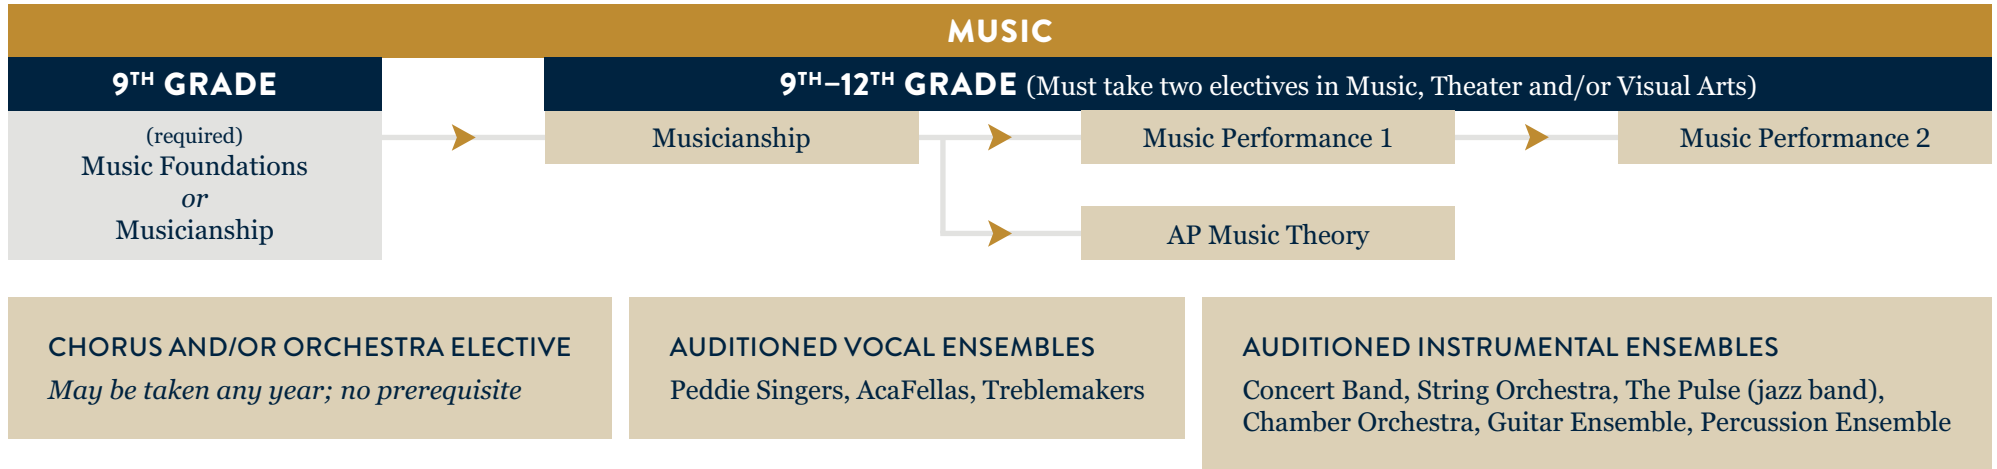 MUSIC
9TH GRADE
9TH–12TH GRADE (Must take two electives in Music, Theater and/or Visual Arts)
(required)
Music Foundations
or
Musicianship
Musicianship
Music Performance 1
Music Performance 2
AP Music Theory
CHORUS AND/OR ORCHESTRA ELECTIVE
May be taken any year; no prerequisite
AUDITIONED VOCAL ENSEMBLES
Peddie Singers, AcaFellas, Treblemakers
AUDITIONED INSTRUMENTAL ENSEMBLES
Concert Band, String Orchestra, The Pulse (jazz band),
Chamber Orchestra, Guitar Ensemble, Percussion Ensemble